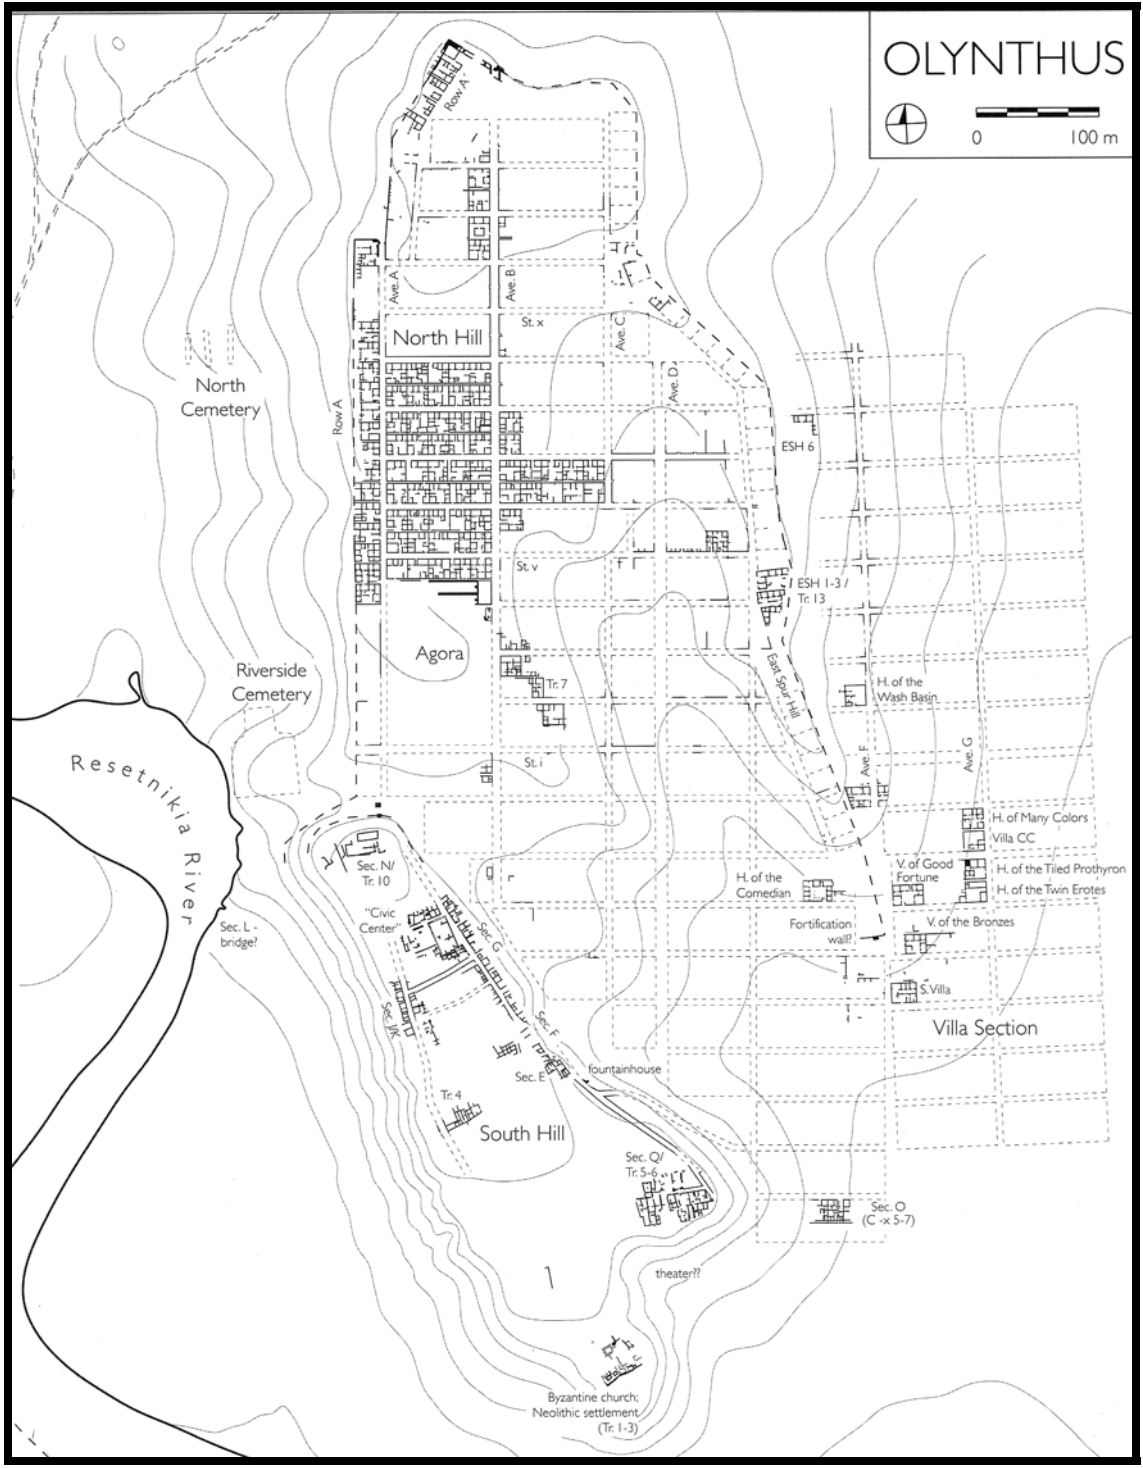 OLYNTHUS
0 100 m
Row A'
Ave. A
Ave. B
St. x
Ave. C
North Hill
Ave. D
North
Cemetery
Row A
ESH 6
St. v
f
ESH 1-3 /
Tr. 13
Agora
Riverside
Cemetery
East Spur Hill
H. of the
Wash Basin
Tr. 7
Resetnikia River
St. i
Ave. F
Ave. G
H. of Many Colors
Villa CC
Sec. N/
Tr. 10
V. of Good
Fortune
H. of the Tiled Prothyron
H. of the
Comedian
H. of the Twin Erotes
"Civic
Center"
Sec. L -
bridge?
Sec. G
Fortification
wall?
V. of the Bronzes
S. Villa
Sec. J/K
Sec. F
Villa Section
Sec. E
fountainhouse
Tr. 4
South Hill
Sec. Q/
Tr. 5-6
Sec. O
(C -x 5-7)
theater??
Byzantine church;
Neolithic settlement
(Tr. 1-3)